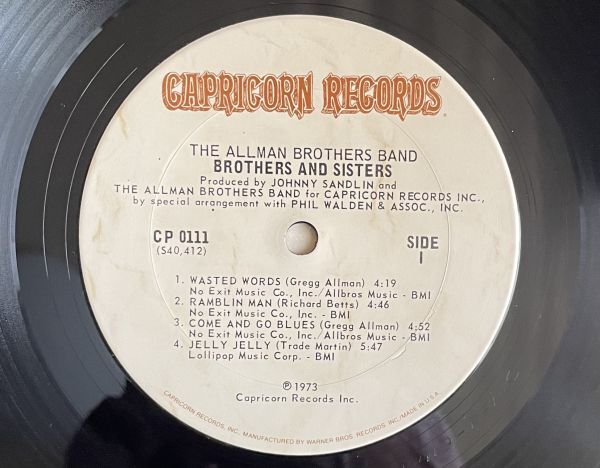 CAPRICORN RECORDS
THE ALLMAN BROTHERS BAND
BROTHERS AND SISTERS
Produced by JOHNNY SANDLIN and
THE ALLMAN BROTHERS BAND for CAPRICORN RECORDS INC.,
by special arrangement with PHIL WALDEN & ASSOC., INC.
CP 0111
(S40,412)
SIDE
1
1. WASTED WORDS (Gregg Allman) 4:19
No Exit Music Co., Inc./Allbros Music - BMI
2. RAMBLIN MAN (Richard Betts) 4:46
No Exit Music Co., Inc. - BMI
3. COME AND GO BLUES (Gregg Allman) 4:52
No Exit Music Co., Inc./Allbros Music - BMI
4. JELLY JELLY (Trade Martin) 5:47
Lollipop Music Corp. - BMI
℗ 1973
Capricorn Records Inc.
CAPRICORN RECORDS, INC. MANUFACTURED BY WARNER BROS. RECORDS INC./MADE IN U.S.A.